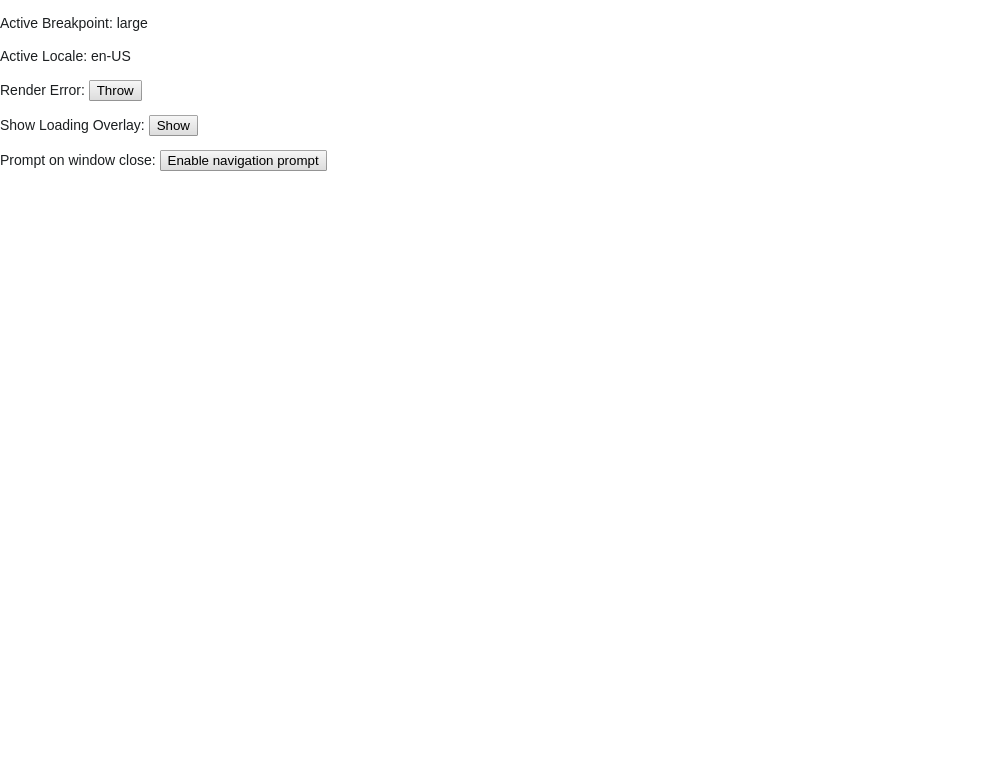 Active Breakpoint: large
Active Locale: en-US
Render Error: Throw
Show Loading Overlay: Show
Prompt on window close: Enable navigation prompt